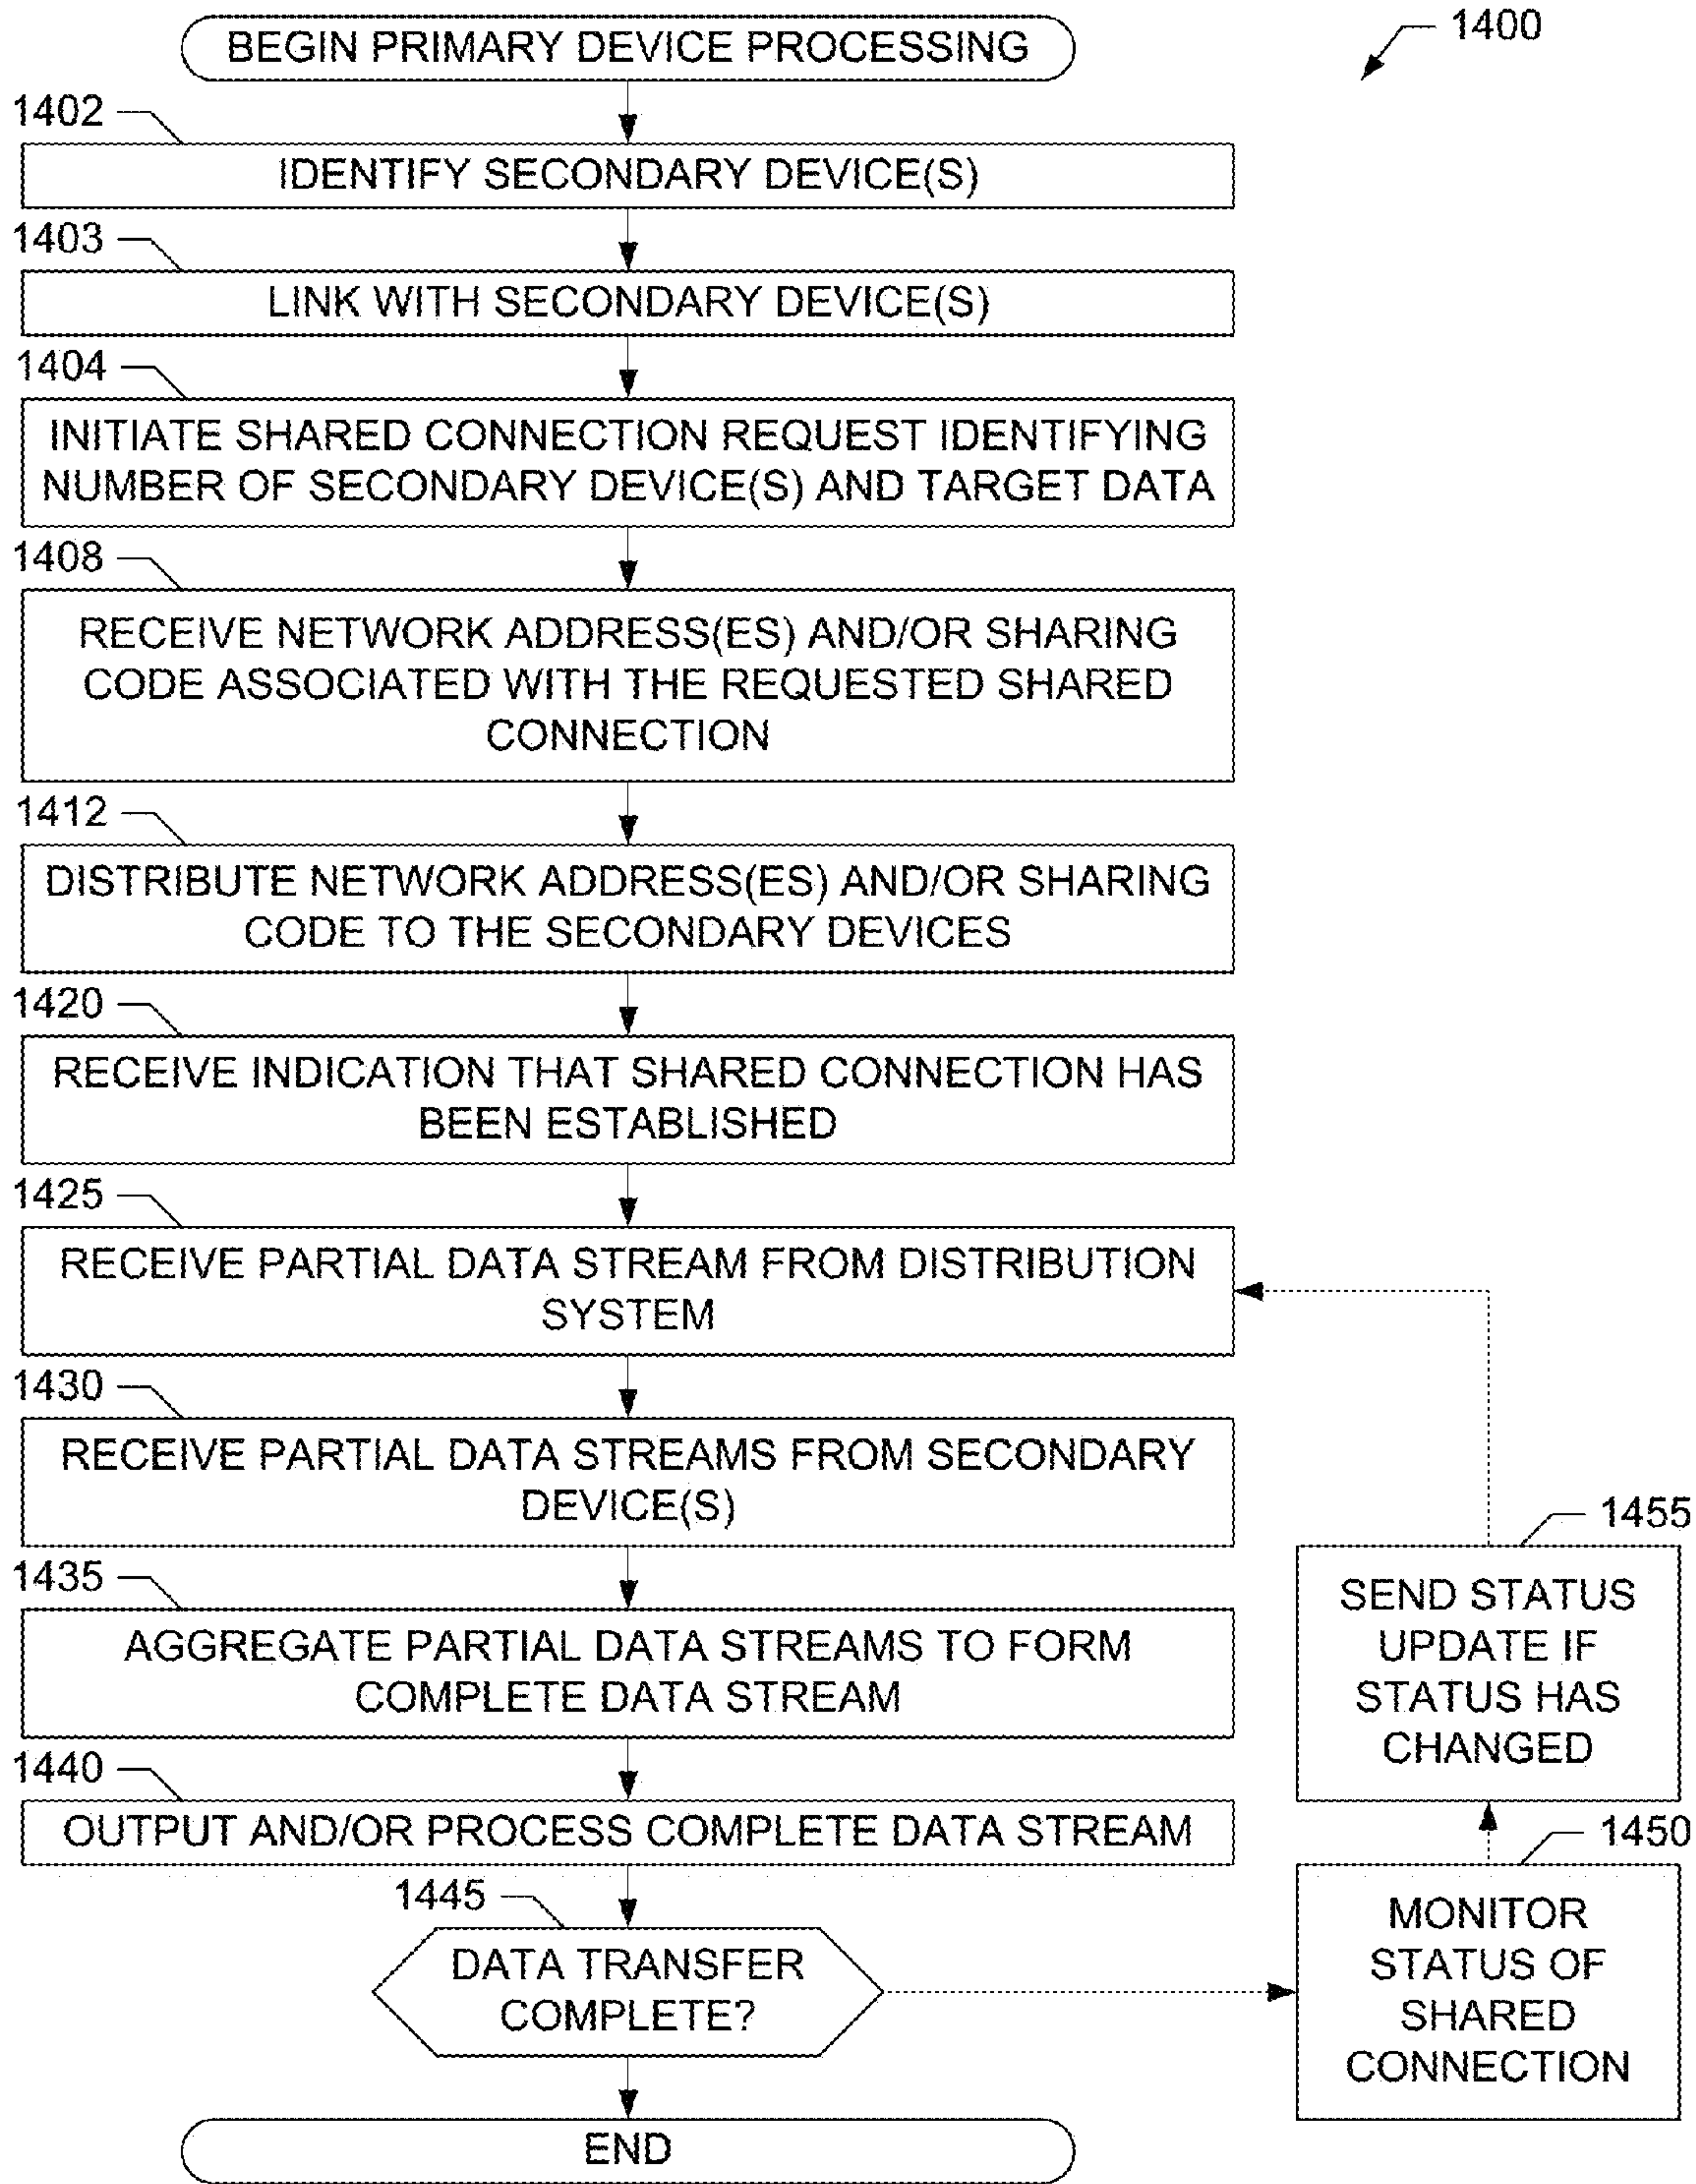 BEGIN PRIMARY DEVICE PROCESSING
1400
1402
IDENTIFY SECONDARY DEVICE(S)
1403
LINK WITH SECONDARY DEVICE(S)
1404
INITIATE SHARED CONNECTION REQUEST IDENTIFYING
NUMBER OF SECONDARY DEVICE(S) AND TARGET DATA
1408
RECEIVE NETWORK ADDRESS(ES) AND/OR SHARING
CODE ASSOCIATED WITH THE REQUESTED SHARED
CONNECTION
1412
DISTRIBUTE NETWORK ADDRESS(ES) AND/OR SHARING
CODE TO THE SECONDARY DEVICES
1420
RECEIVE INDICATION THAT SHARED CONNECTION HAS
BEEN ESTABLISHED
1425
RECEIVE PARTIAL DATA STREAM FROM DISTRIBUTION
SYSTEM
1430
RECEIVE PARTIAL DATA STREAMS FROM SECONDARY
DEVICE(S)
1435
AGGREGATE PARTIAL DATA STREAMS TO FORM
COMPLETE DATA STREAM
1440
OUTPUT AND/OR PROCESS COMPLETE DATA STREAM
1445
DATA TRANSFER
COMPLETE?
END
1455
SEND STATUS
UPDATE IF
STATUS HAS
CHANGED
1450
MONITOR
STATUS OF
SHARED
CONNECTION